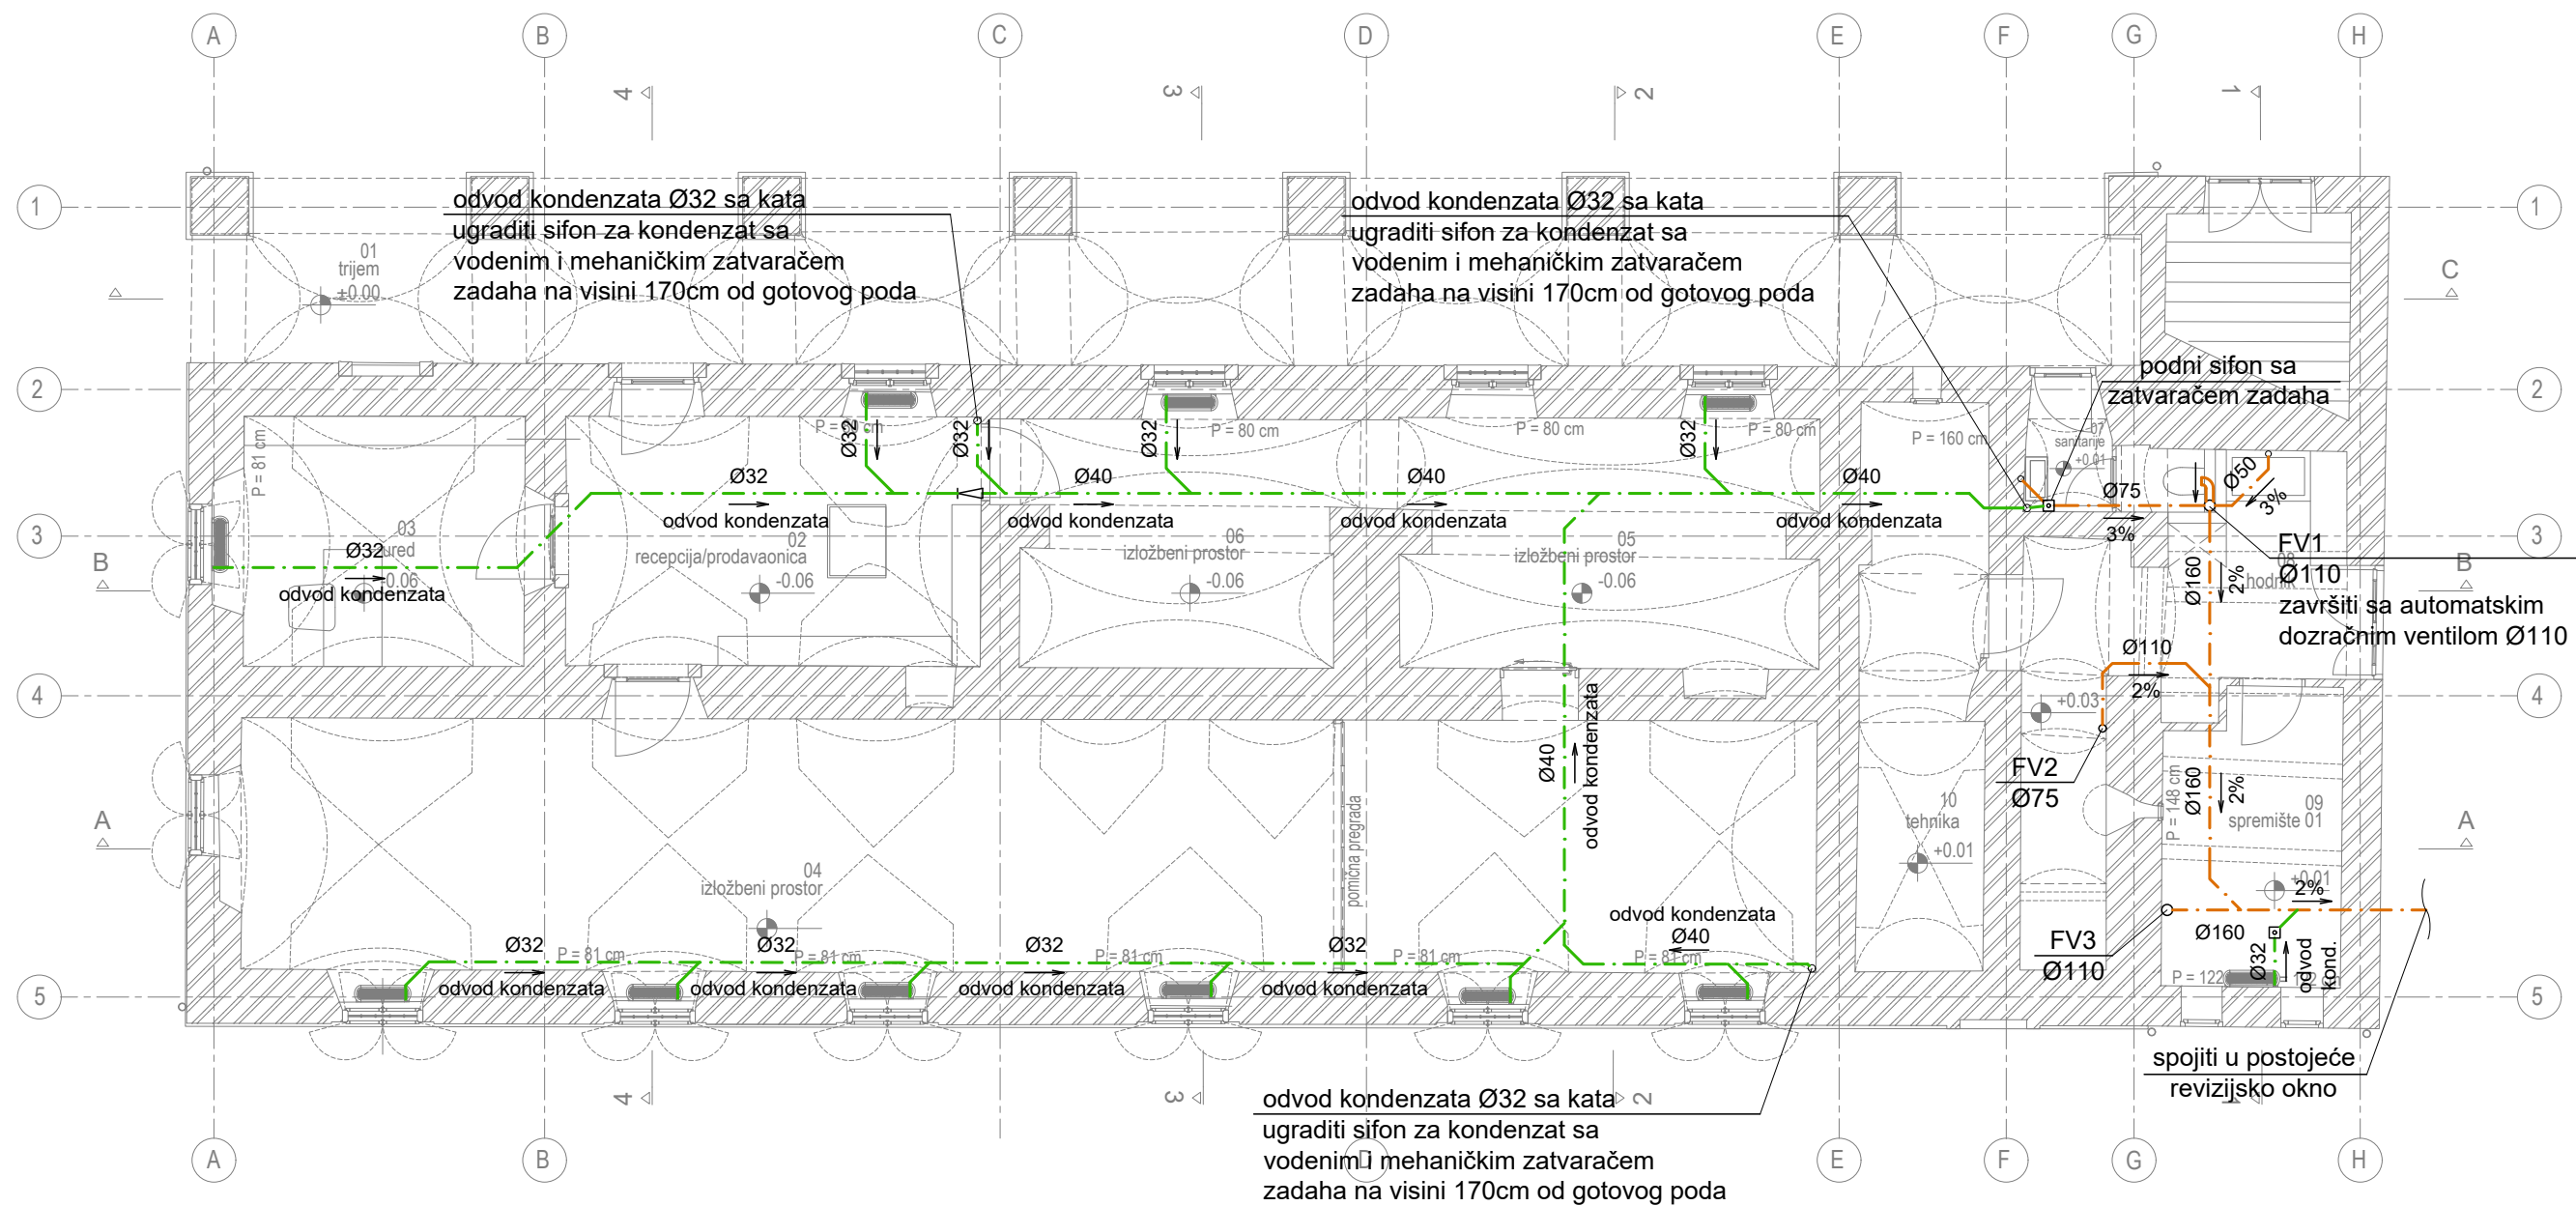 A B C D E F G H
4 3 2 1
1 1
odvod kondenzata Ø32 sa kata
ugraditi sifon za kondenzat sa
vodenim i mehaničkim zatvaračem
zadaha na visini 170cm od gotovog poda
odvod kondenzata Ø32 sa kata
ugraditi sifon za kondenzat sa
vodenim i mehaničkim zatvaračem
zadaha na visini 170cm od gotovog poda
01
trijem
±0.00
C
podni sifon sa
zatvaračem zadaha
2 2
P = 81 cm
Ø32
Ø32
Ø32
P = 80 cm
P = 80 cm
Ø32
P = 80 cm
P = 160 cm
07
sanitarije
+0.01
Ø32
odvod kondenzata
Ø40
odvod kondenzata
Ø40
odvod kondenzata
Ø40
odvod kondenzata
Ø75
3%
Ø50
3%
3 3
03
ured
-0.06
Ø32
odvod kondenzata
02
recepcija/prodavaonica
-0.06
06
izložbeni prostor
-0.06
05
izložbeni prostor
-0.06
B B
Ø160
2%
08
hodnik
FV1
Ø110
završiti sa automatskim
dozračnim ventilom Ø110
Ø110
2%
4 4
+0.03
Ø40
odvod kondenzata
FV2
Ø75
Ø160
2%
P = 148 cm
09
spremište 01
+0.01
10
tehnika
+0.01
A A
pomična pregrada
04
izložbeni prostor
odvod kondenzata
Ø40
2%
Ø160
FV3
Ø110
Ø32
odvod
kond.
P = 122
Ø32
P = 81 cm
odvod kondenzata
Ø32
P = 81 cm
odvod kondenzata
Ø32
P = 81 cm
odvod kondenzata
Ø32
P = 81 cm
odvod kondenzata
P = 81 cm
5 5
spojiti u postojeće
revizijsko okno
4 3 2 1
odvod kondenzata Ø32 sa kata
ugraditi sifon za kondenzat sa
vodenim i mehaničkim zatvaračem
zadaha na visini 170cm od gotovog poda
A B D E F G H